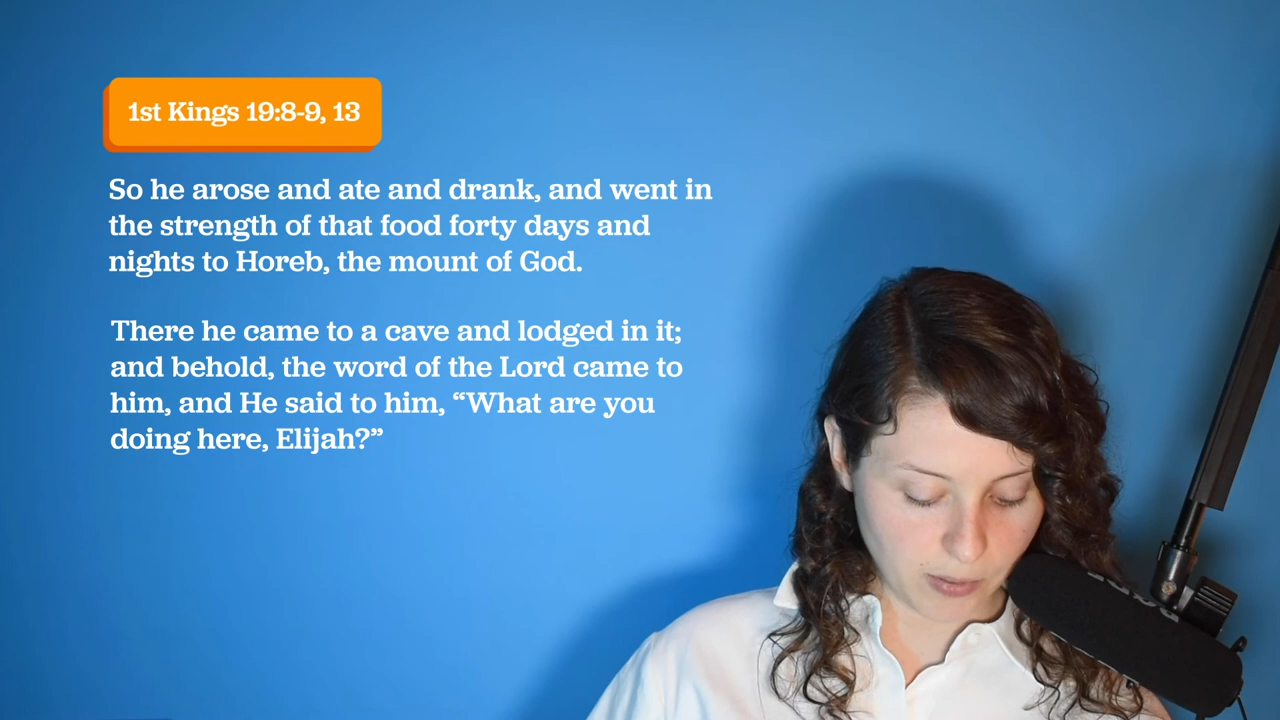 1st Kings 19:8-9, 13
So he arose and ate and drank, and went in
the strength of that food forty days and
nights to Horeb, the mount of God.
There he came to a cave and lodged in it;
and behold, the word of the Lord came to
him, and He said to him, “What are you
doing here, Elijah?”